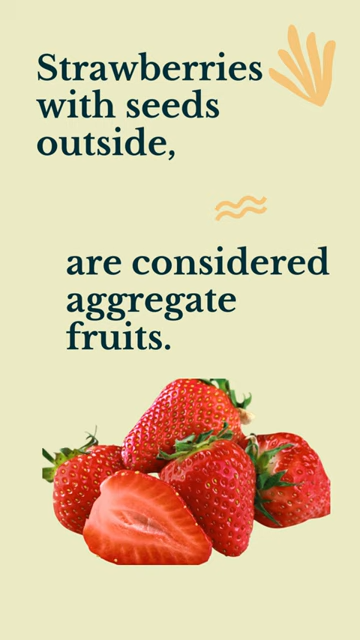 Strawberries
with seeds
outside,
are considered
aggregate
fruits.